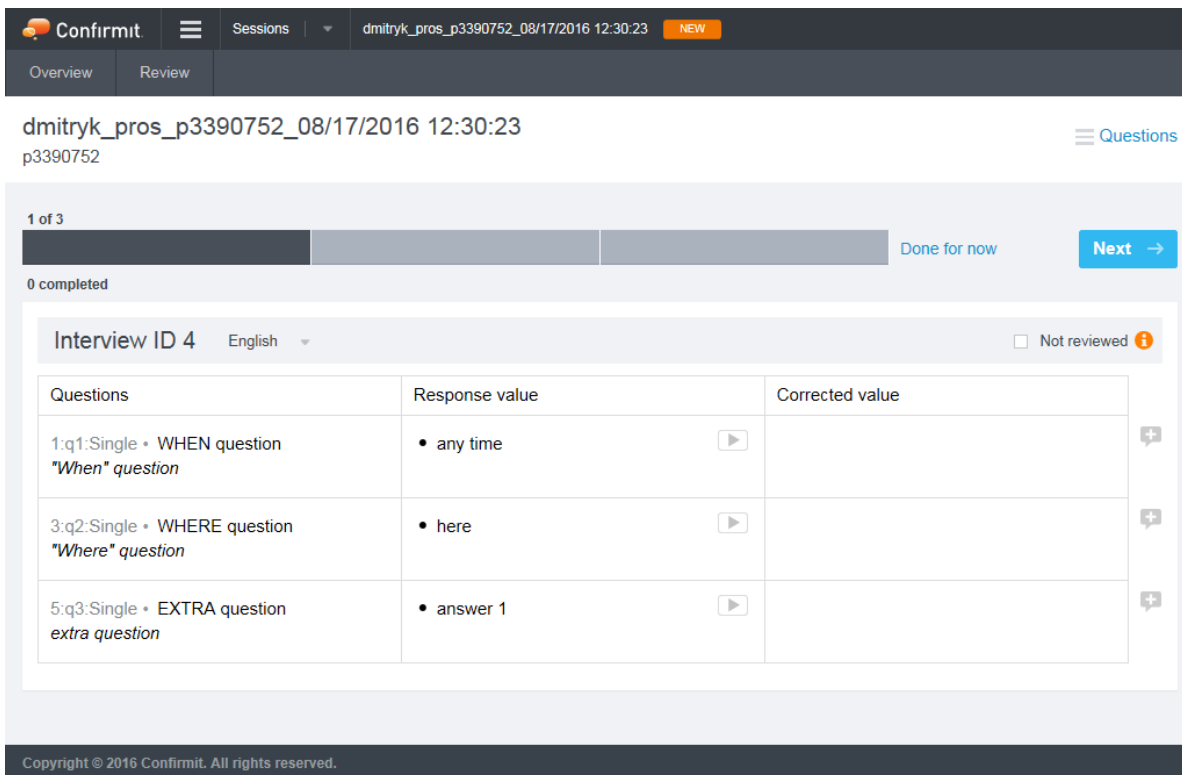 Confirmit. Sessions dmitryk_pros_p3390752_08/17/2016 12:30:23 NEW
Overview Review
dmitryk_pros_p3390752_08/17/2016 12:30:23
p3390752
Questions
1 of 3
Done for now Next →
0 completed
Interview ID 4 English Not reviewed
Questions Response value Corrected value
1:q1:Single • WHEN question • any time
"When" question
3:q2:Single • WHERE question • here
"Where" question
5:q3:Single • EXTRA question • answer 1
extra question
Copyright © 2016 Confirmit. All rights reserved.